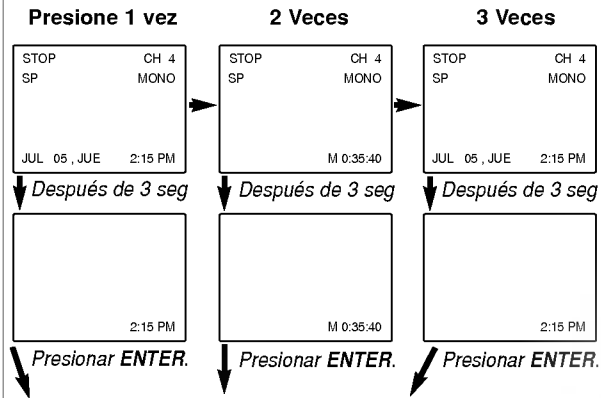 Presione 1 vez
2 Veces
3 Veces
STOP CH 4
SP MONO
JUL 05 , JUE 2:15 PM
STOP CH 4
SP MONO
M 0:35:40
STOP CH 4
SP MONO
JUL 05 , JUE 2:15 PM
Después de 3 seg
Después de 3 seg
Después de 3 seg
2:15 PM
M 0:35:40
2:15 PM
Presionar ENTER.
Presionar ENTER.
Presionar ENTER.